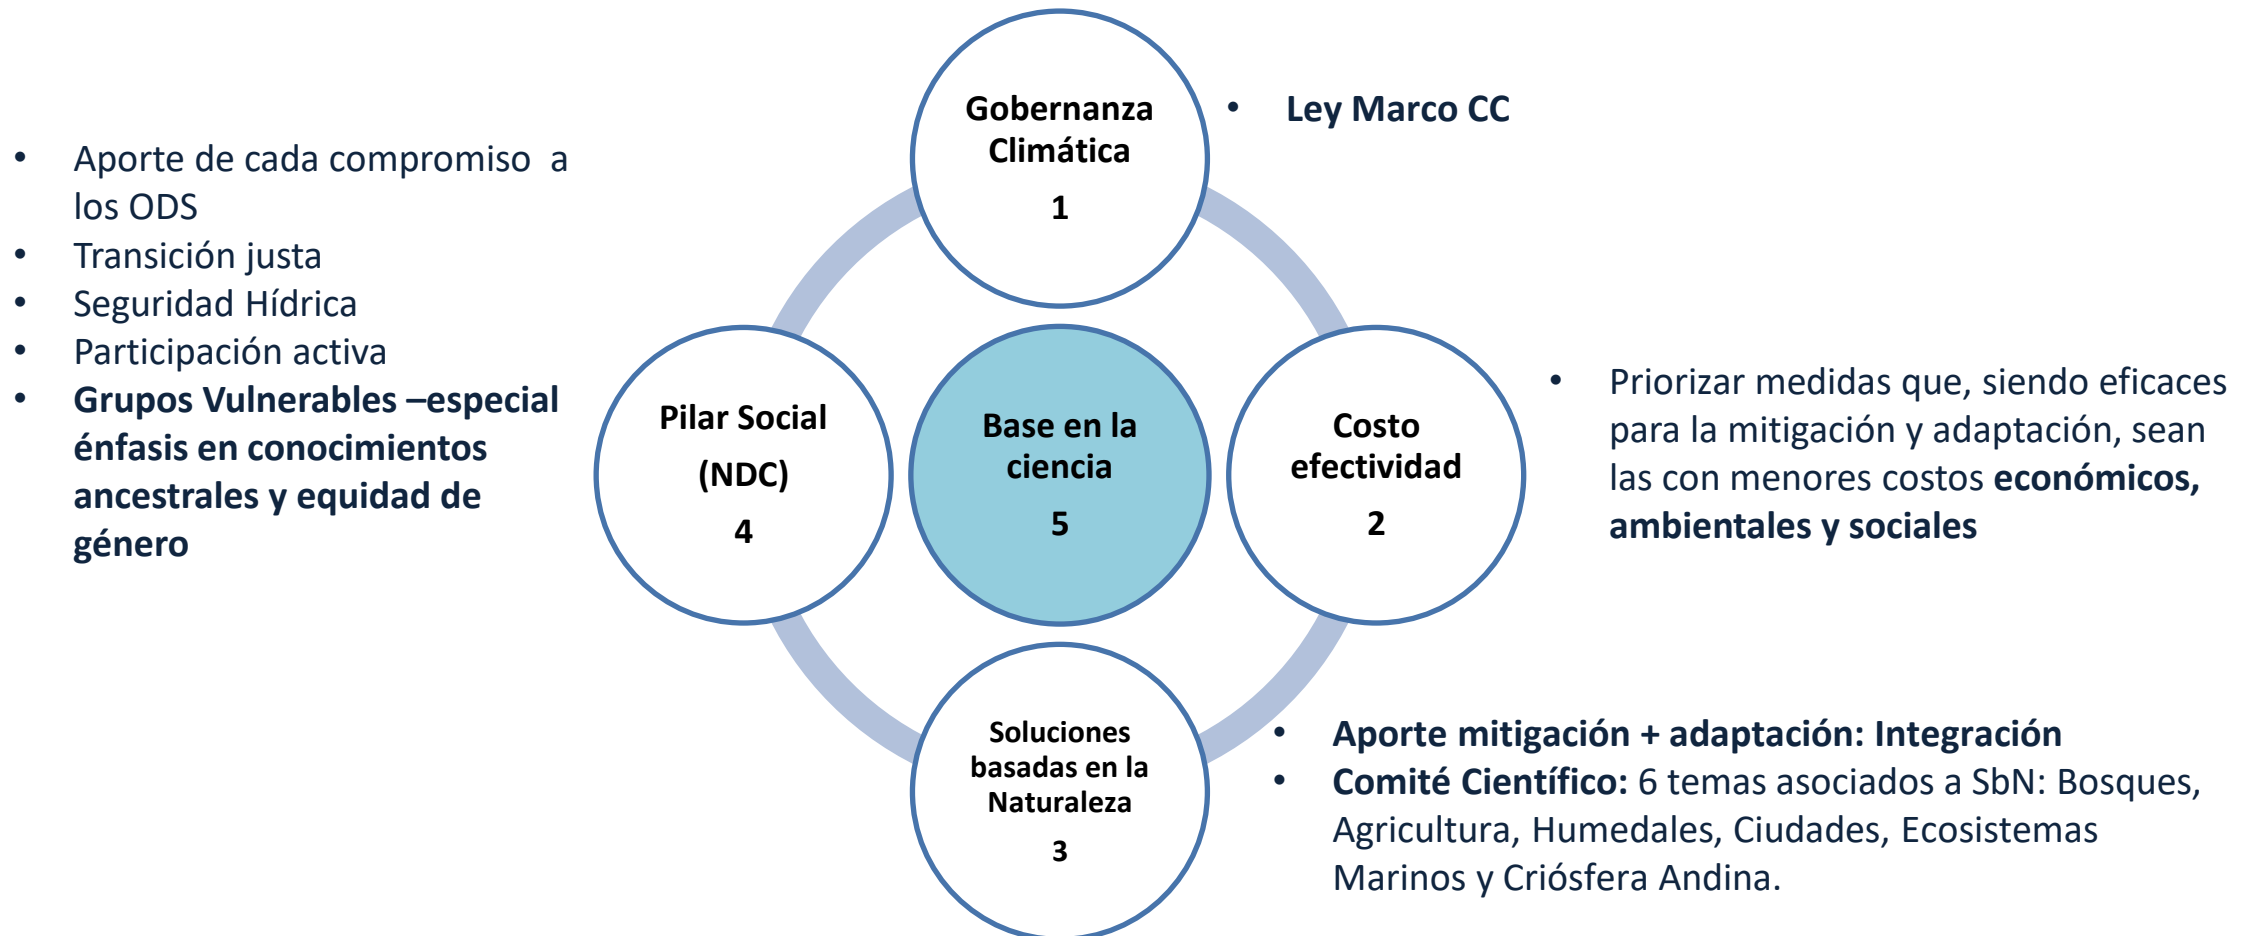 Gobernanza
Climática
1
• Ley Marco CC
• Aporte de cada compromiso a
los ODS
• Transición justa
• Seguridad Hídrica
• Participación activa
• Grupos Vulnerables –especial
énfasis en conocimientos
ancestrales y equidad de
género
Pilar Social
(NDC)
4
Base en la
ciencia
5
Costo
efectividad
2
• Priorizar medidas que, siendo eficaces
para la mitigación y adaptación, sean
las con menores costos económicos,
ambientales y sociales
Soluciones
basadas en la
Naturaleza
3
• Aporte mitigación + adaptación: Integración
• Comité Científico: 6 temas asociados a SbN: Bosques,
Agricultura, Humedales, Ciudades, Ecosistemas
Marinos y Criósfera Andina.